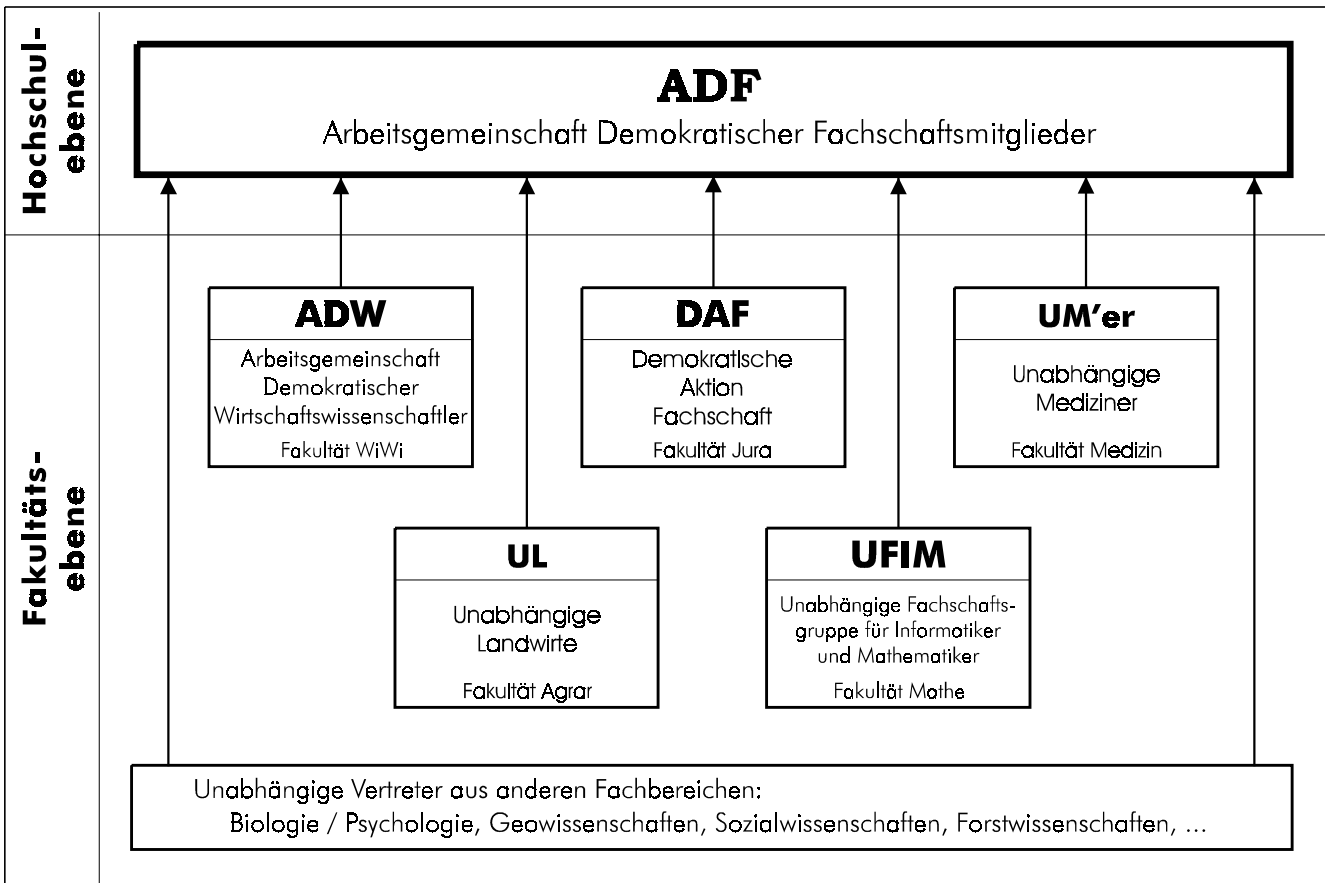 Hochschul-
ebene
ADF
Arbeitsgemeinschaft Demokratischer Fachschaftsmitglieder
Fakultäts-
ebene
ADW
Arbeitsgemeinschaft
Demokratischer
Wirtschaftswissenschaftler
Fakultät WiWi
DAF
Demokratische
Aktion
Fachschaft
Fakultät Jura
UM'er
Unabhängige
Mediziner
Fakultät Medizin
UL
Unabhängige
Landwirte
Fakultät Agrar
UFIM
Unabhängige Fachschafts-
gruppe für Informatiker
und Mathematiker
Fakultät Mathe
Unabhängige Vertreter aus anderen Fachbereichen:
Biologie / Psychologie, Geowissenschaften, Sozialwissenschaften, Forstwissenschaften, ...